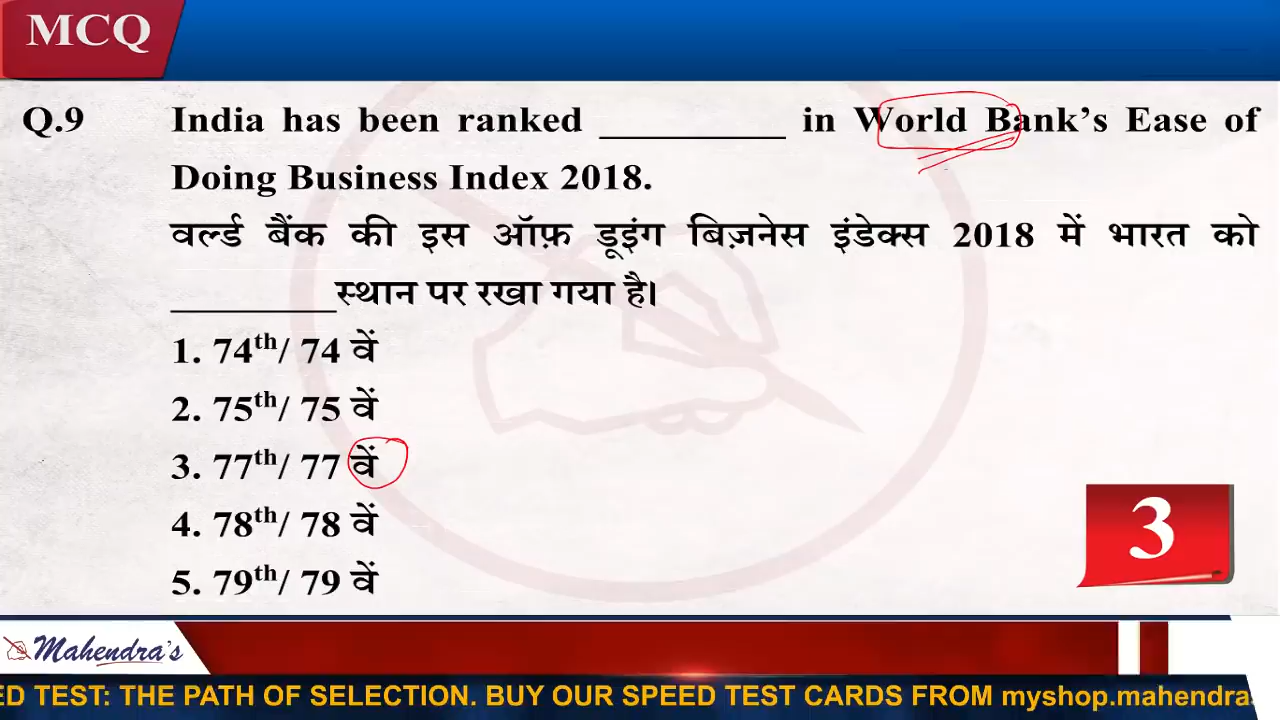 MCQ
Q.9 India has been ranked __________ in World Bank's Ease of
Doing Business Index 2018.
वर्ल्ड बैंक की इस ऑफ़ डूइंग बिज़नेस इंडेक्स 2018 में भारत को
_________स्थान पर रखा गया है।
1. 74th/ 74 वें
2. 75th/ 75 वें
3. 77th/ 77 वें
4. 78th/ 78 वें
5. 79th/ 79 वें
3
Mahendra's
ED TEST: THE PATH OF SELECTION. BUY OUR SPEED TEST CARDS FROM myshop.mahendras